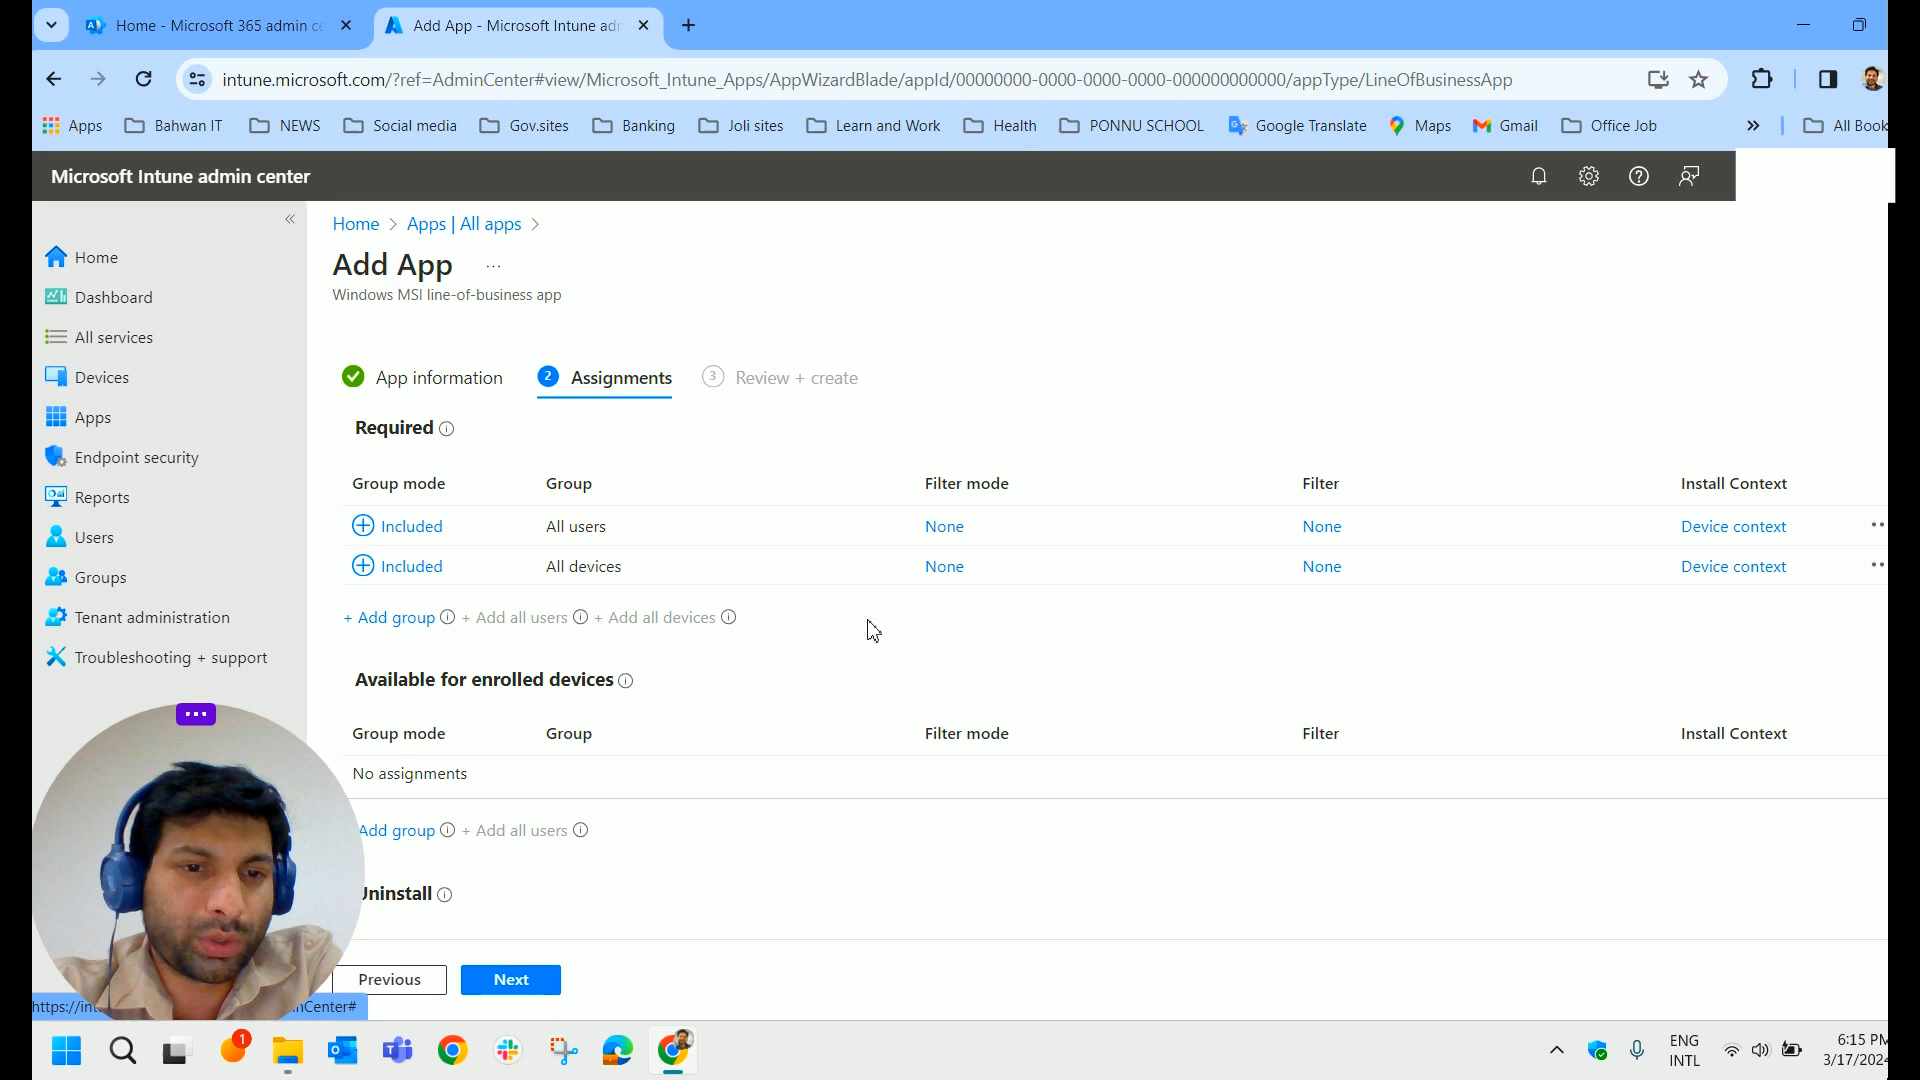 Home - Microsoft 365 admin ce
Add App - Microsoft Intune adm
intune.microsoft.com/?ref=AdminCenter#view/Microsoft_Intune_Apps/AppWizardBlade/appId/00000000-0000-0000-0000-000000000000/appType/LineOfBusinessApp
Apps Bahwan IT NEWS Social media Gov.sites Banking Joli sites Learn and Work Health PONNU SCHOOL Google Translate Maps Gmail Office Job » All Book
Microsoft Intune admin center
Home > Apps | All apps >
Add App ...
Windows MSI line-of-business app
Home
Dashboard
All services
Devices
Apps
Endpoint security
Reports
Users
Groups
Tenant administration
Troubleshooting + support
App information 2 Assignments 3 Review + create
Required
Group mode Group Filter mode Filter Install Context
Included All users None None Device context
Included All devices None None Device context
+ Add group + Add all users + Add all devices
Available for enrolled devices
Group mode Group Filter mode Filter Install Context
No assignments
Add group + Add all users
Uninstall
Previous Next
https://int
nCenter#
1
ENG
INTL
6:15 PM
3/17/2024